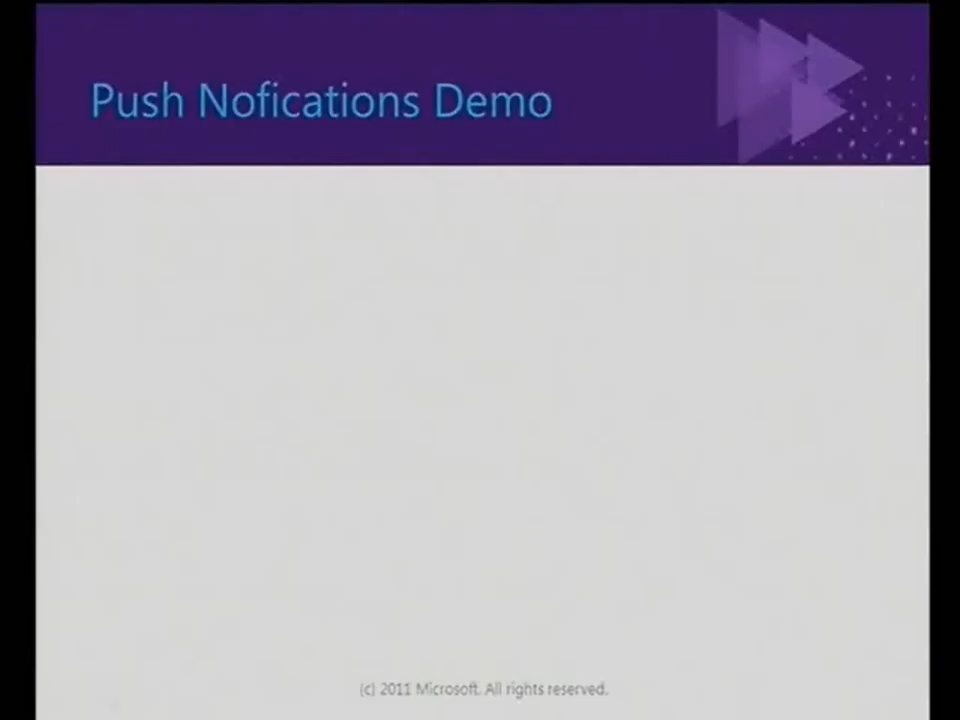 Push Nofications Demo
(c) 2011 Microsoft. All rights reserved.